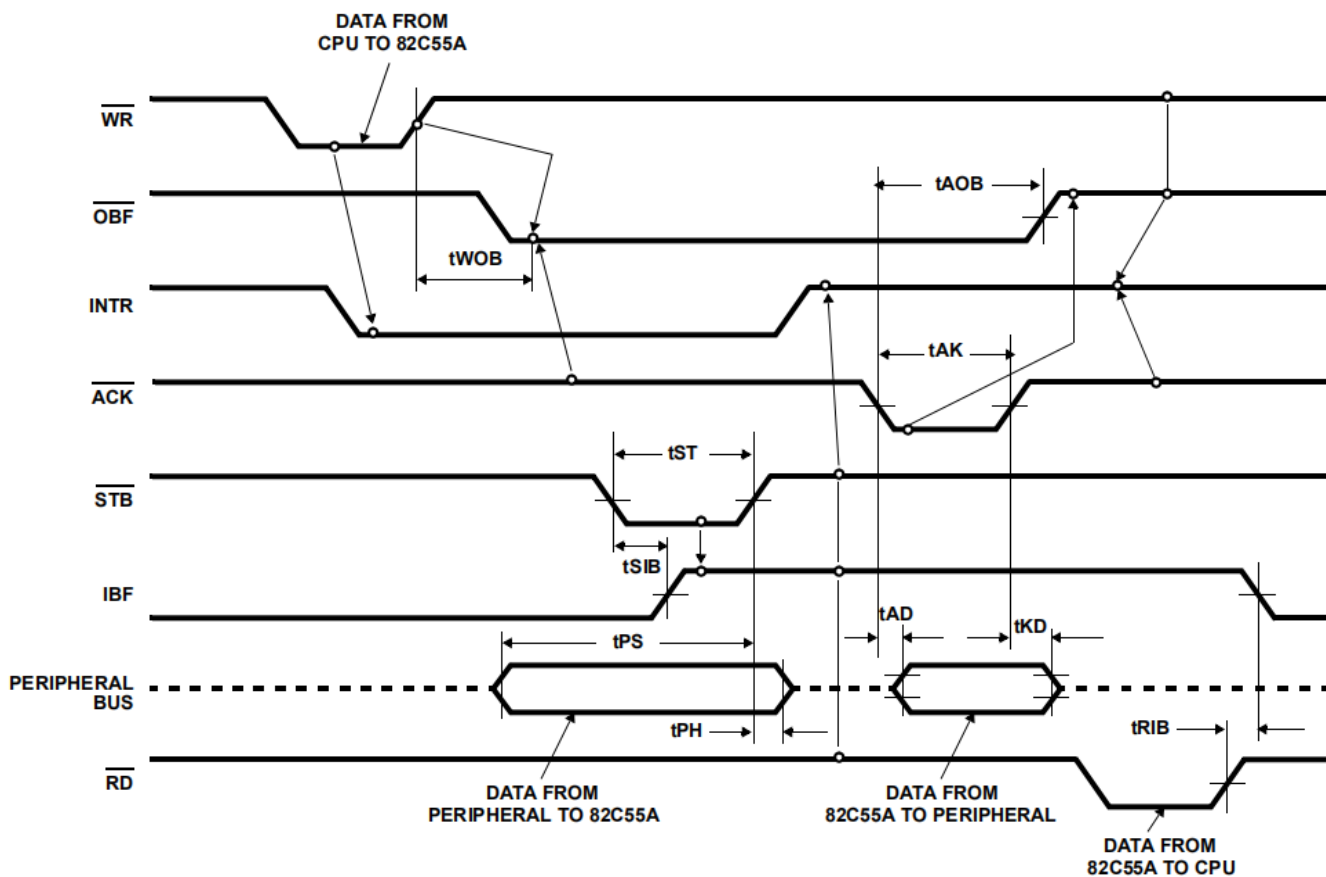 DATA FROM
CPU TO 82C55A
WR
OBF
tAOB
tWOB
INTR
tAK
ACK
tST
STB
tSIB
IBF
tAD
tKD
tPS
PERIPHERAL
BUS
tPH
tRIB
RD
DATA FROM
PERIPHERAL TO 82C55A
DATA FROM
82C55A TO PERIPHERAL
DATA FROM
82C55A TO CPU